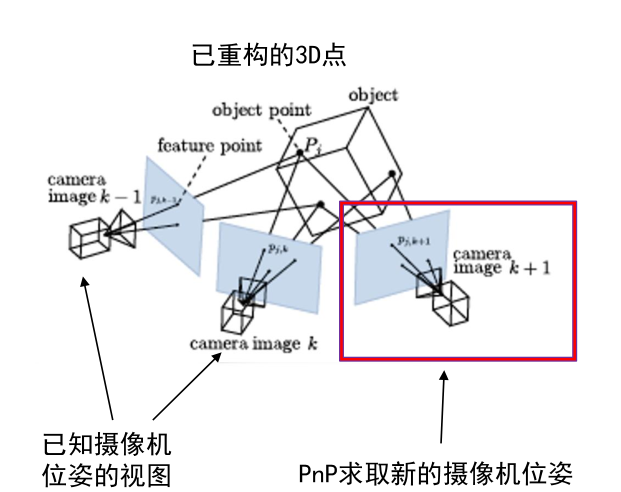 已重构的3D点
object
object point
P_j
feature point
camera
image k − 1
p_{j,k-1}
p_{j,k}
p_{j,k+1}
camera
image k + 1
camera image k
已知摄像机
位姿的视图
PnP求取新的摄像机位姿